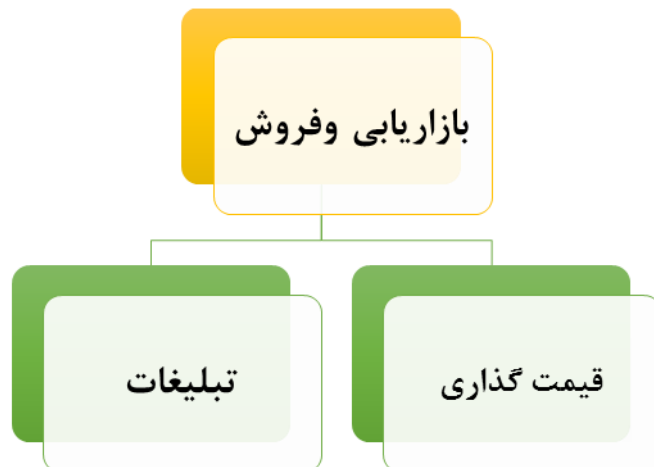 بازاریابی وفروش
قیمت گذاری
تبلیغات